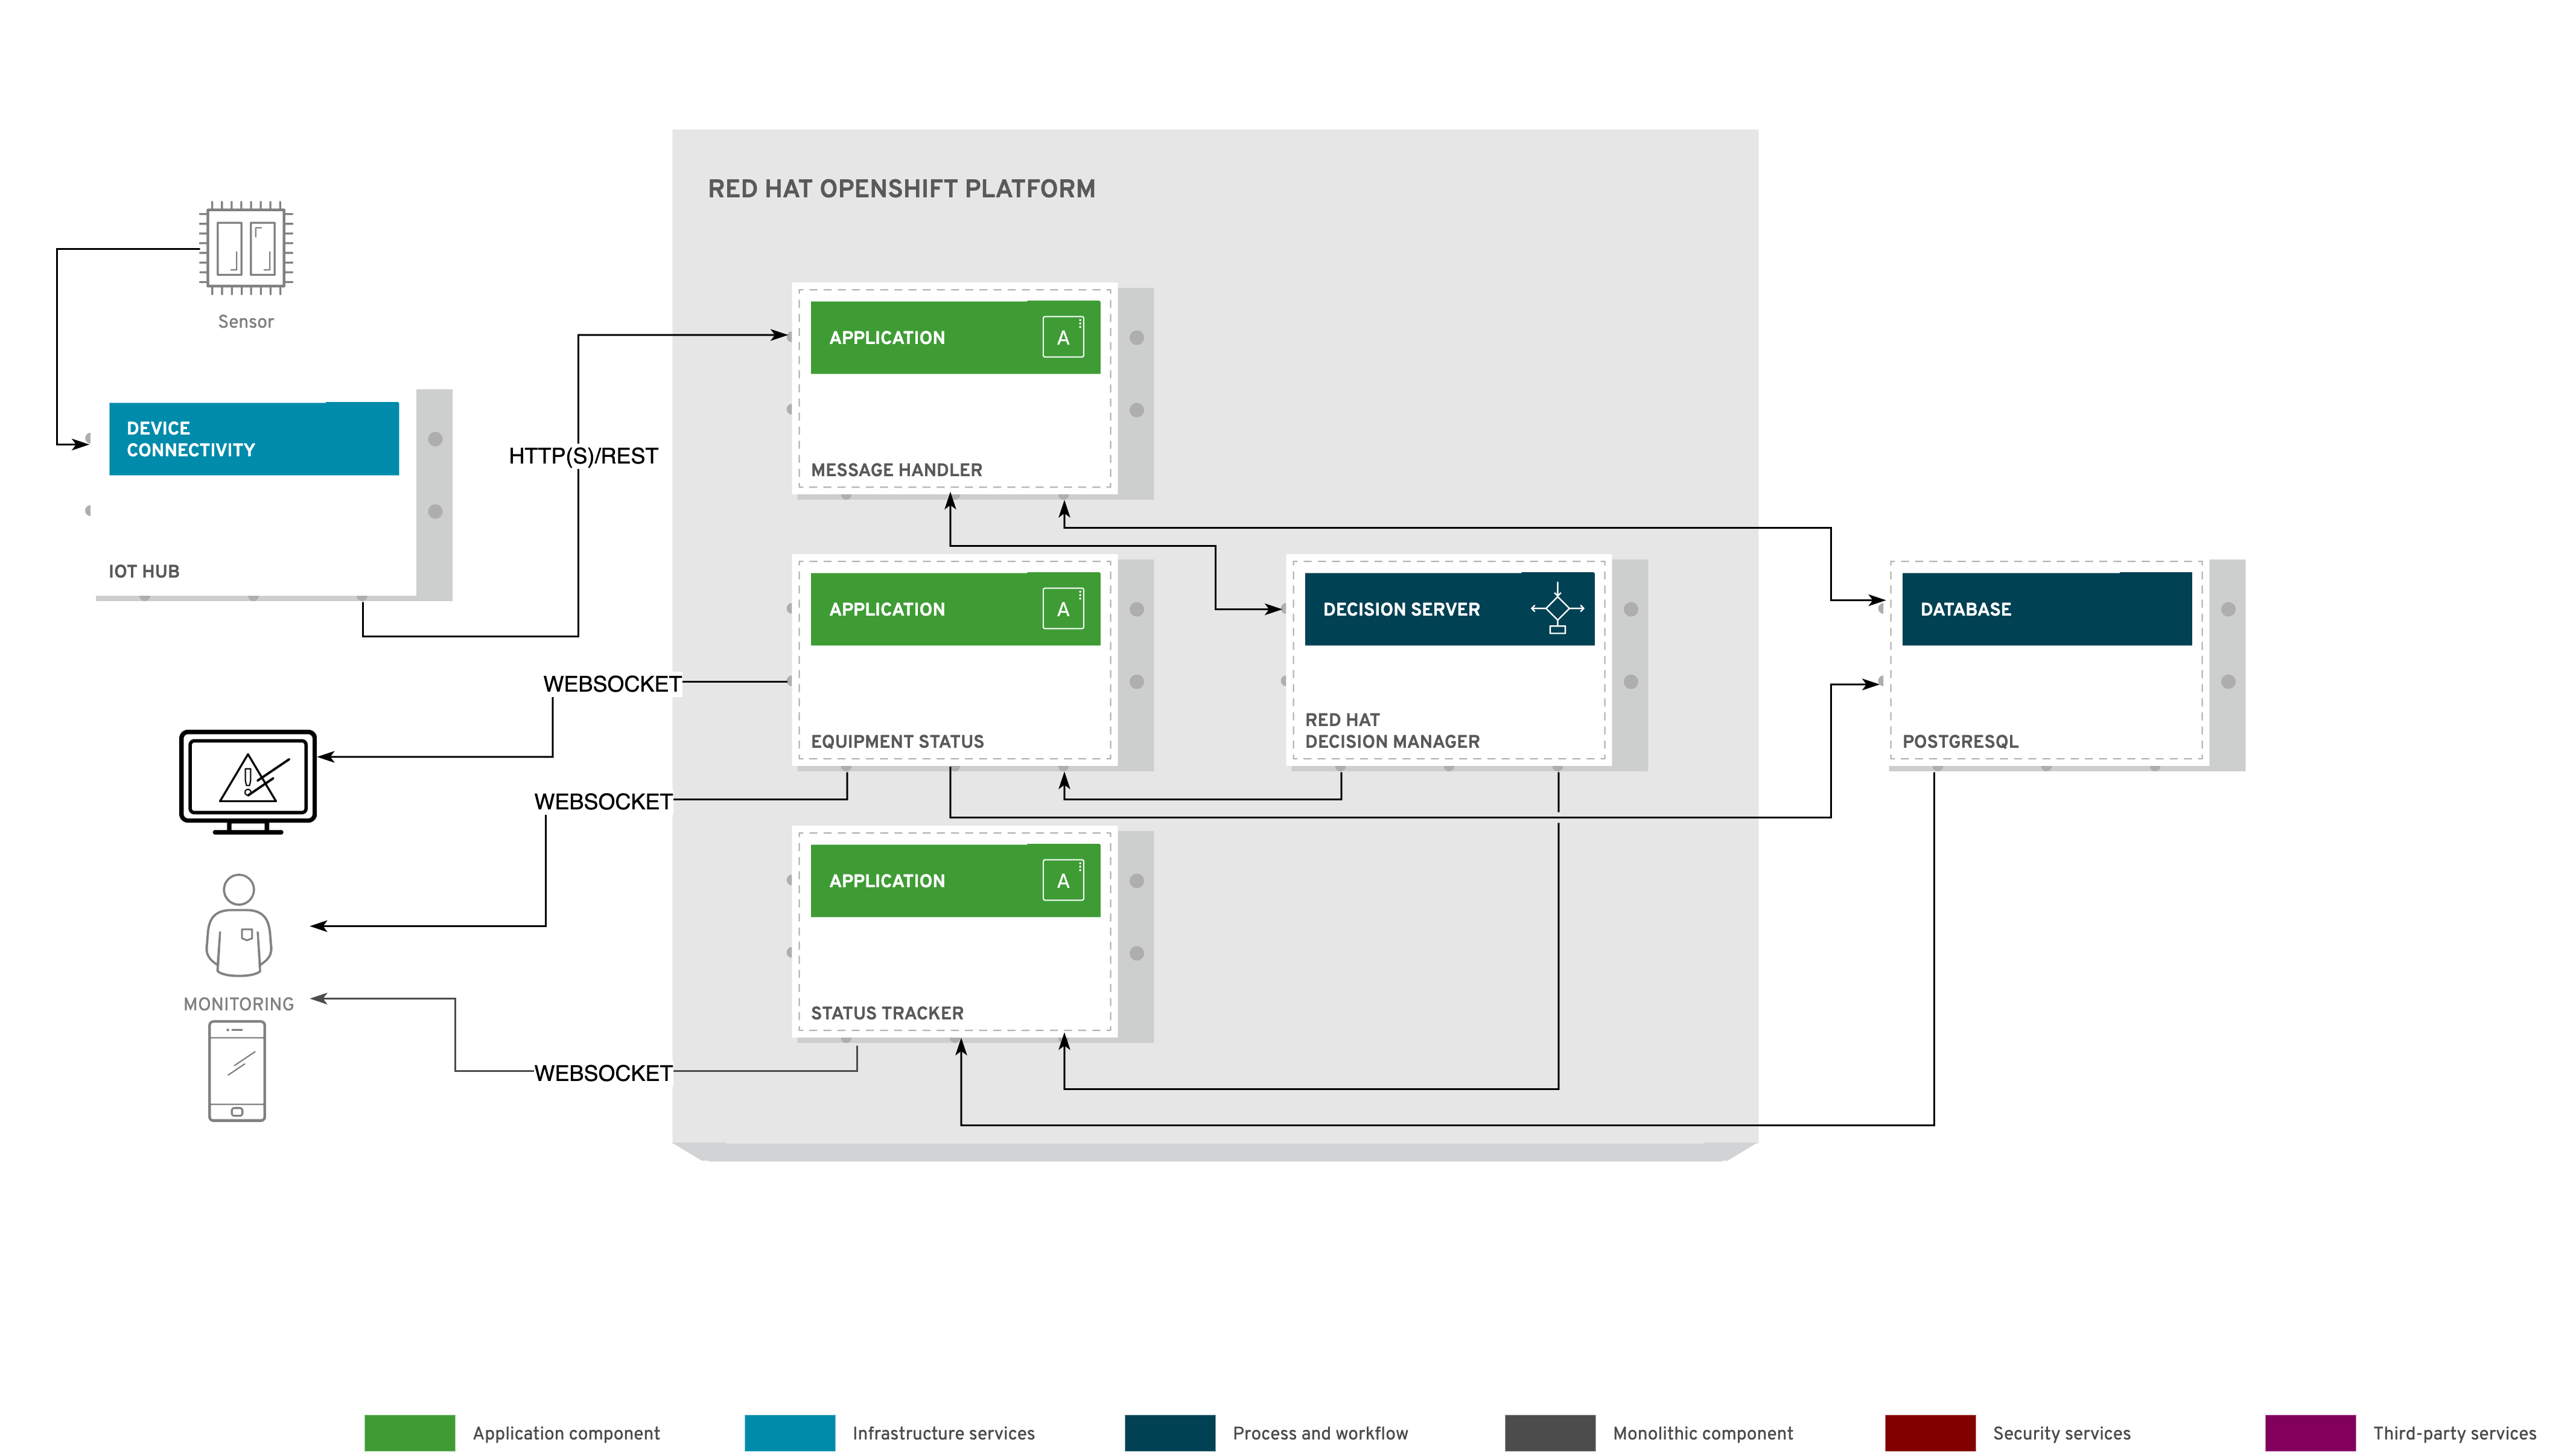 RED HAT OPENSHIFT PLATFORM
Sensor
APPLICATION
A
MESSAGE HANDLER
DEVICE
CONNECTIVITY
IOT HUB
HTTP(S)/REST
APPLICATION
A
EQUIPMENT STATUS
DECISION SERVER
RED HAT
DECISION MANAGER
DATABASE
POSTGRESQL
WEBSOCKET
WEBSOCKET
APPLICATION
A
STATUS TRACKER
MONITORING
WEBSOCKET
Application component
Infrastructure services
Process and workflow
Monolithic component
Security services
Third-party services